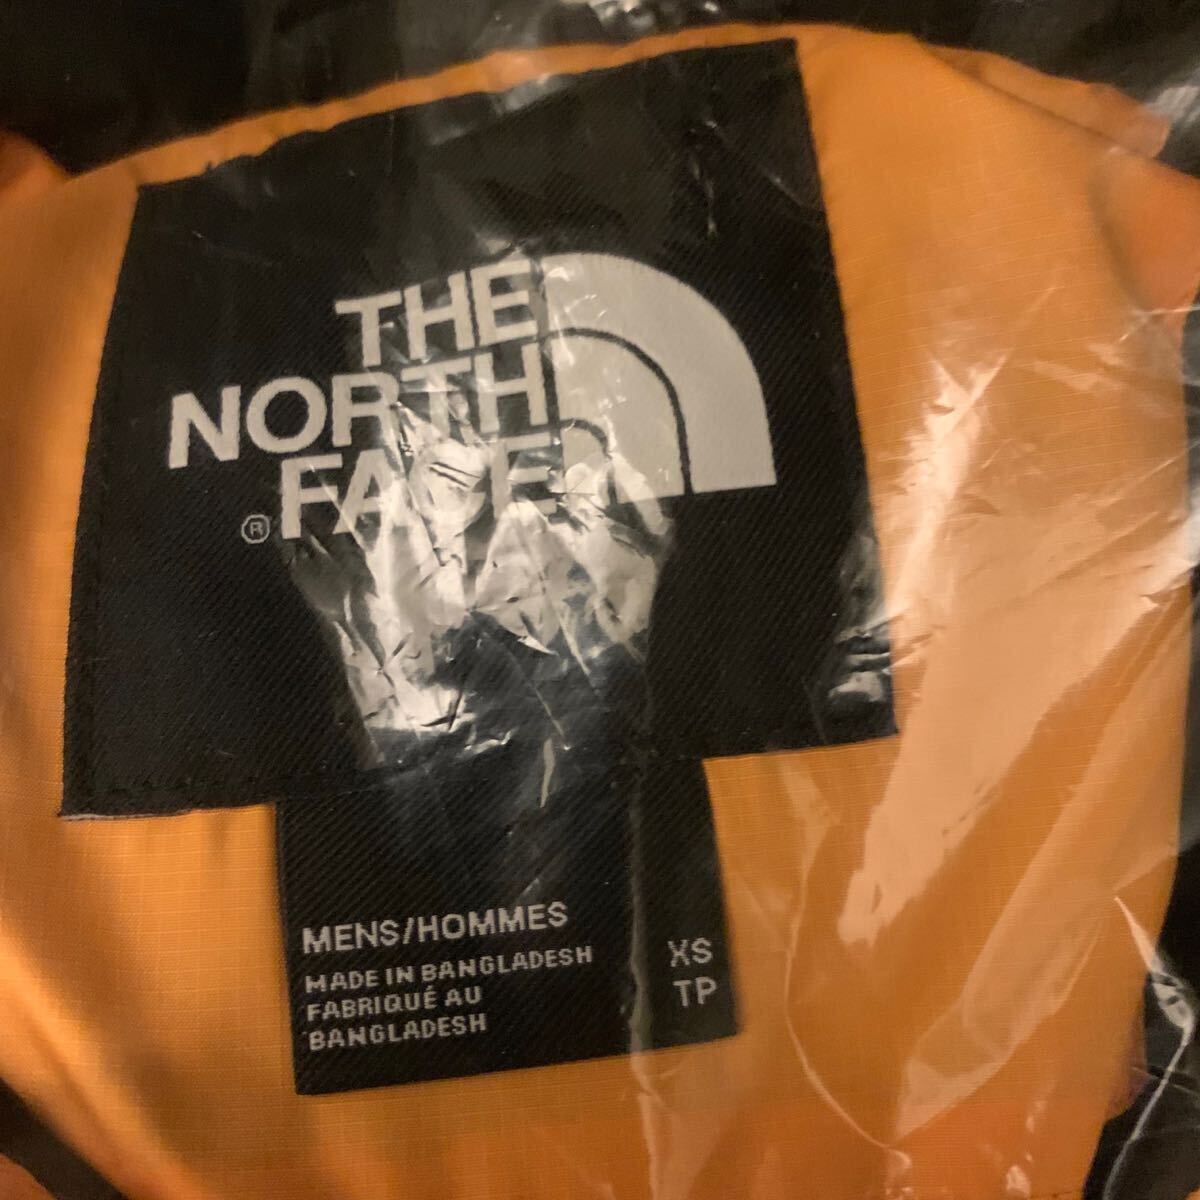 THE
NORTH
® FACE
MENS/HOMMES
MADE IN BANGLADESH
FABRIQUÉ AU
BANGLADESH
XS
TP